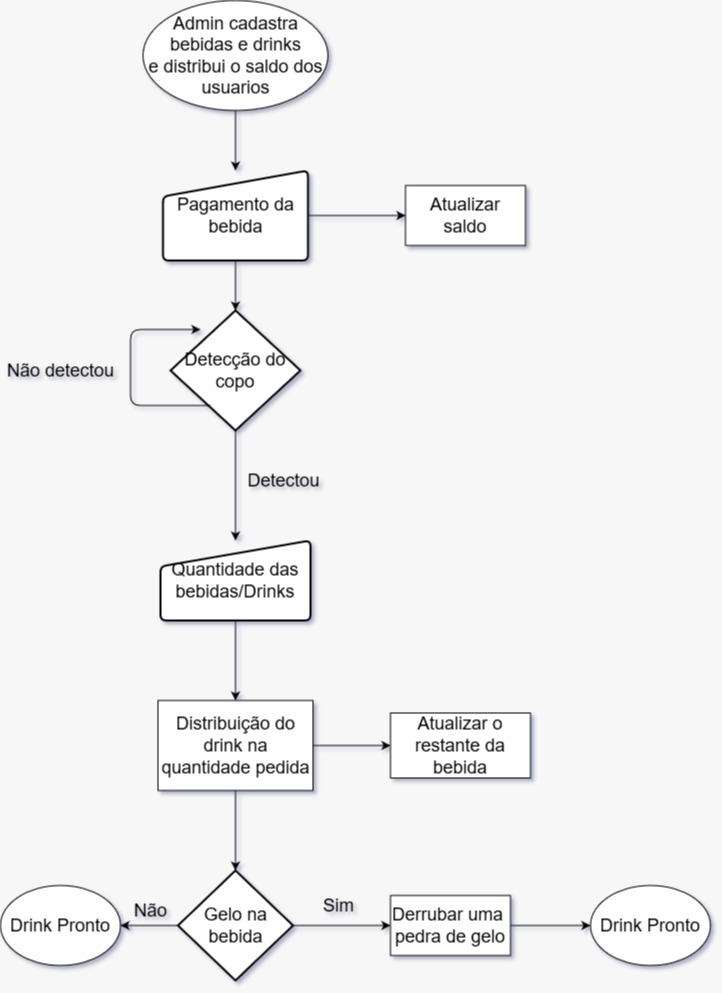 Admin cadastra
bebidas e drinks
e distribui o saldo dos
usuarios
Pagamento da
bebida
Atualizar
saldo
Detecção do
copo
Não detectou
Detectou
Quantidade das
bebidas/Drinks
Distribuição do
drink na
quantidade pedida
Atualizar o
restante da
bebida
Gelo na
bebida
Não
Drink Pronto
Sim
Derrubar uma
pedra de gelo
Drink Pronto